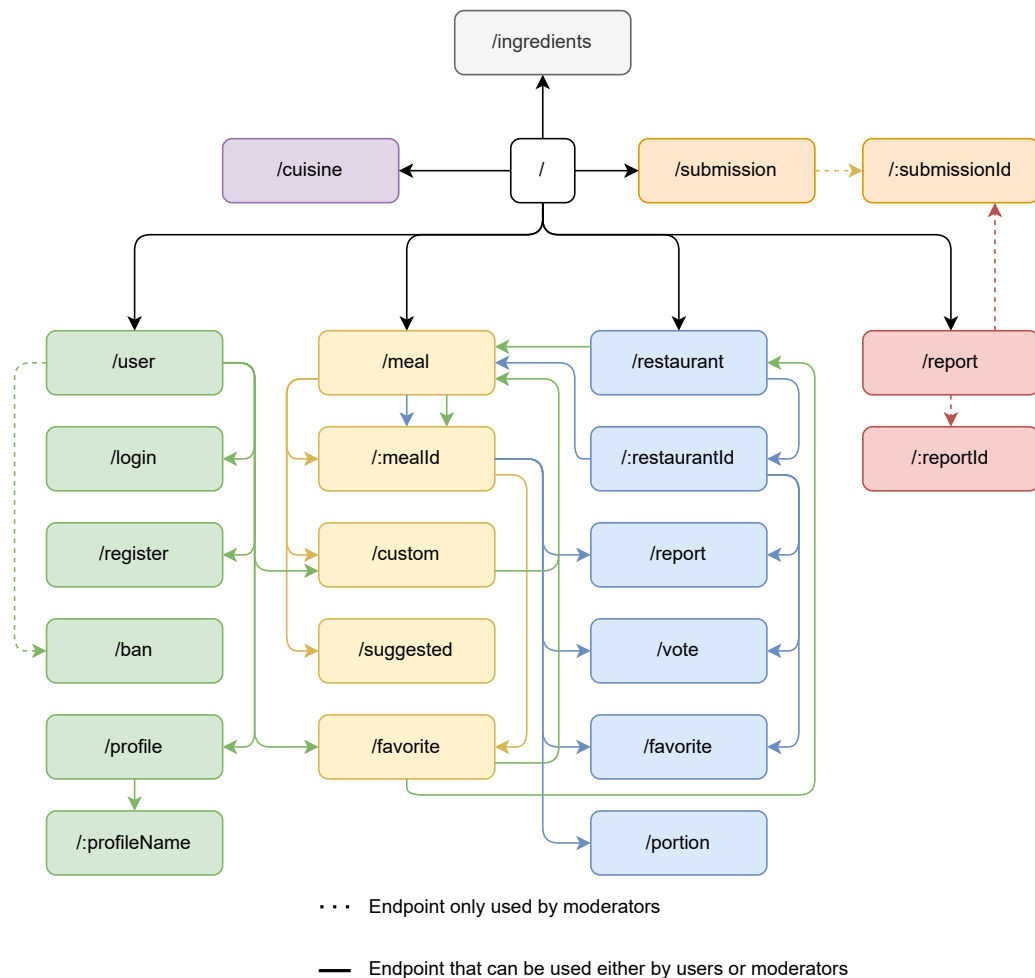 /ingredients
/cuisine
/
/submission
/:submissionId
/user
/meal
/restaurant
/report
/login
/:mealId
/:restaurantId
/:reportId
/register
/custom
/report
/ban
/suggested
/vote
/profile
/favorite
/favorite
/:profileName
/portion
Endpoint only used by moderators
Endpoint that can be used either by users or moderators